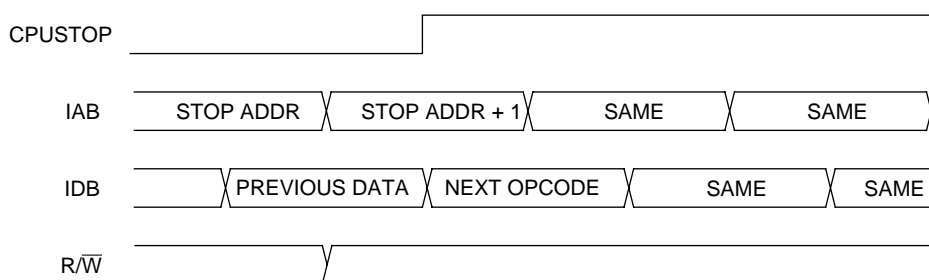 CPUSTOP
IAB STOP ADDR STOP ADDR + 1 SAME SAME
IDB PREVIOUS DATA NEXT OPCODE SAME SAME
R/W̅